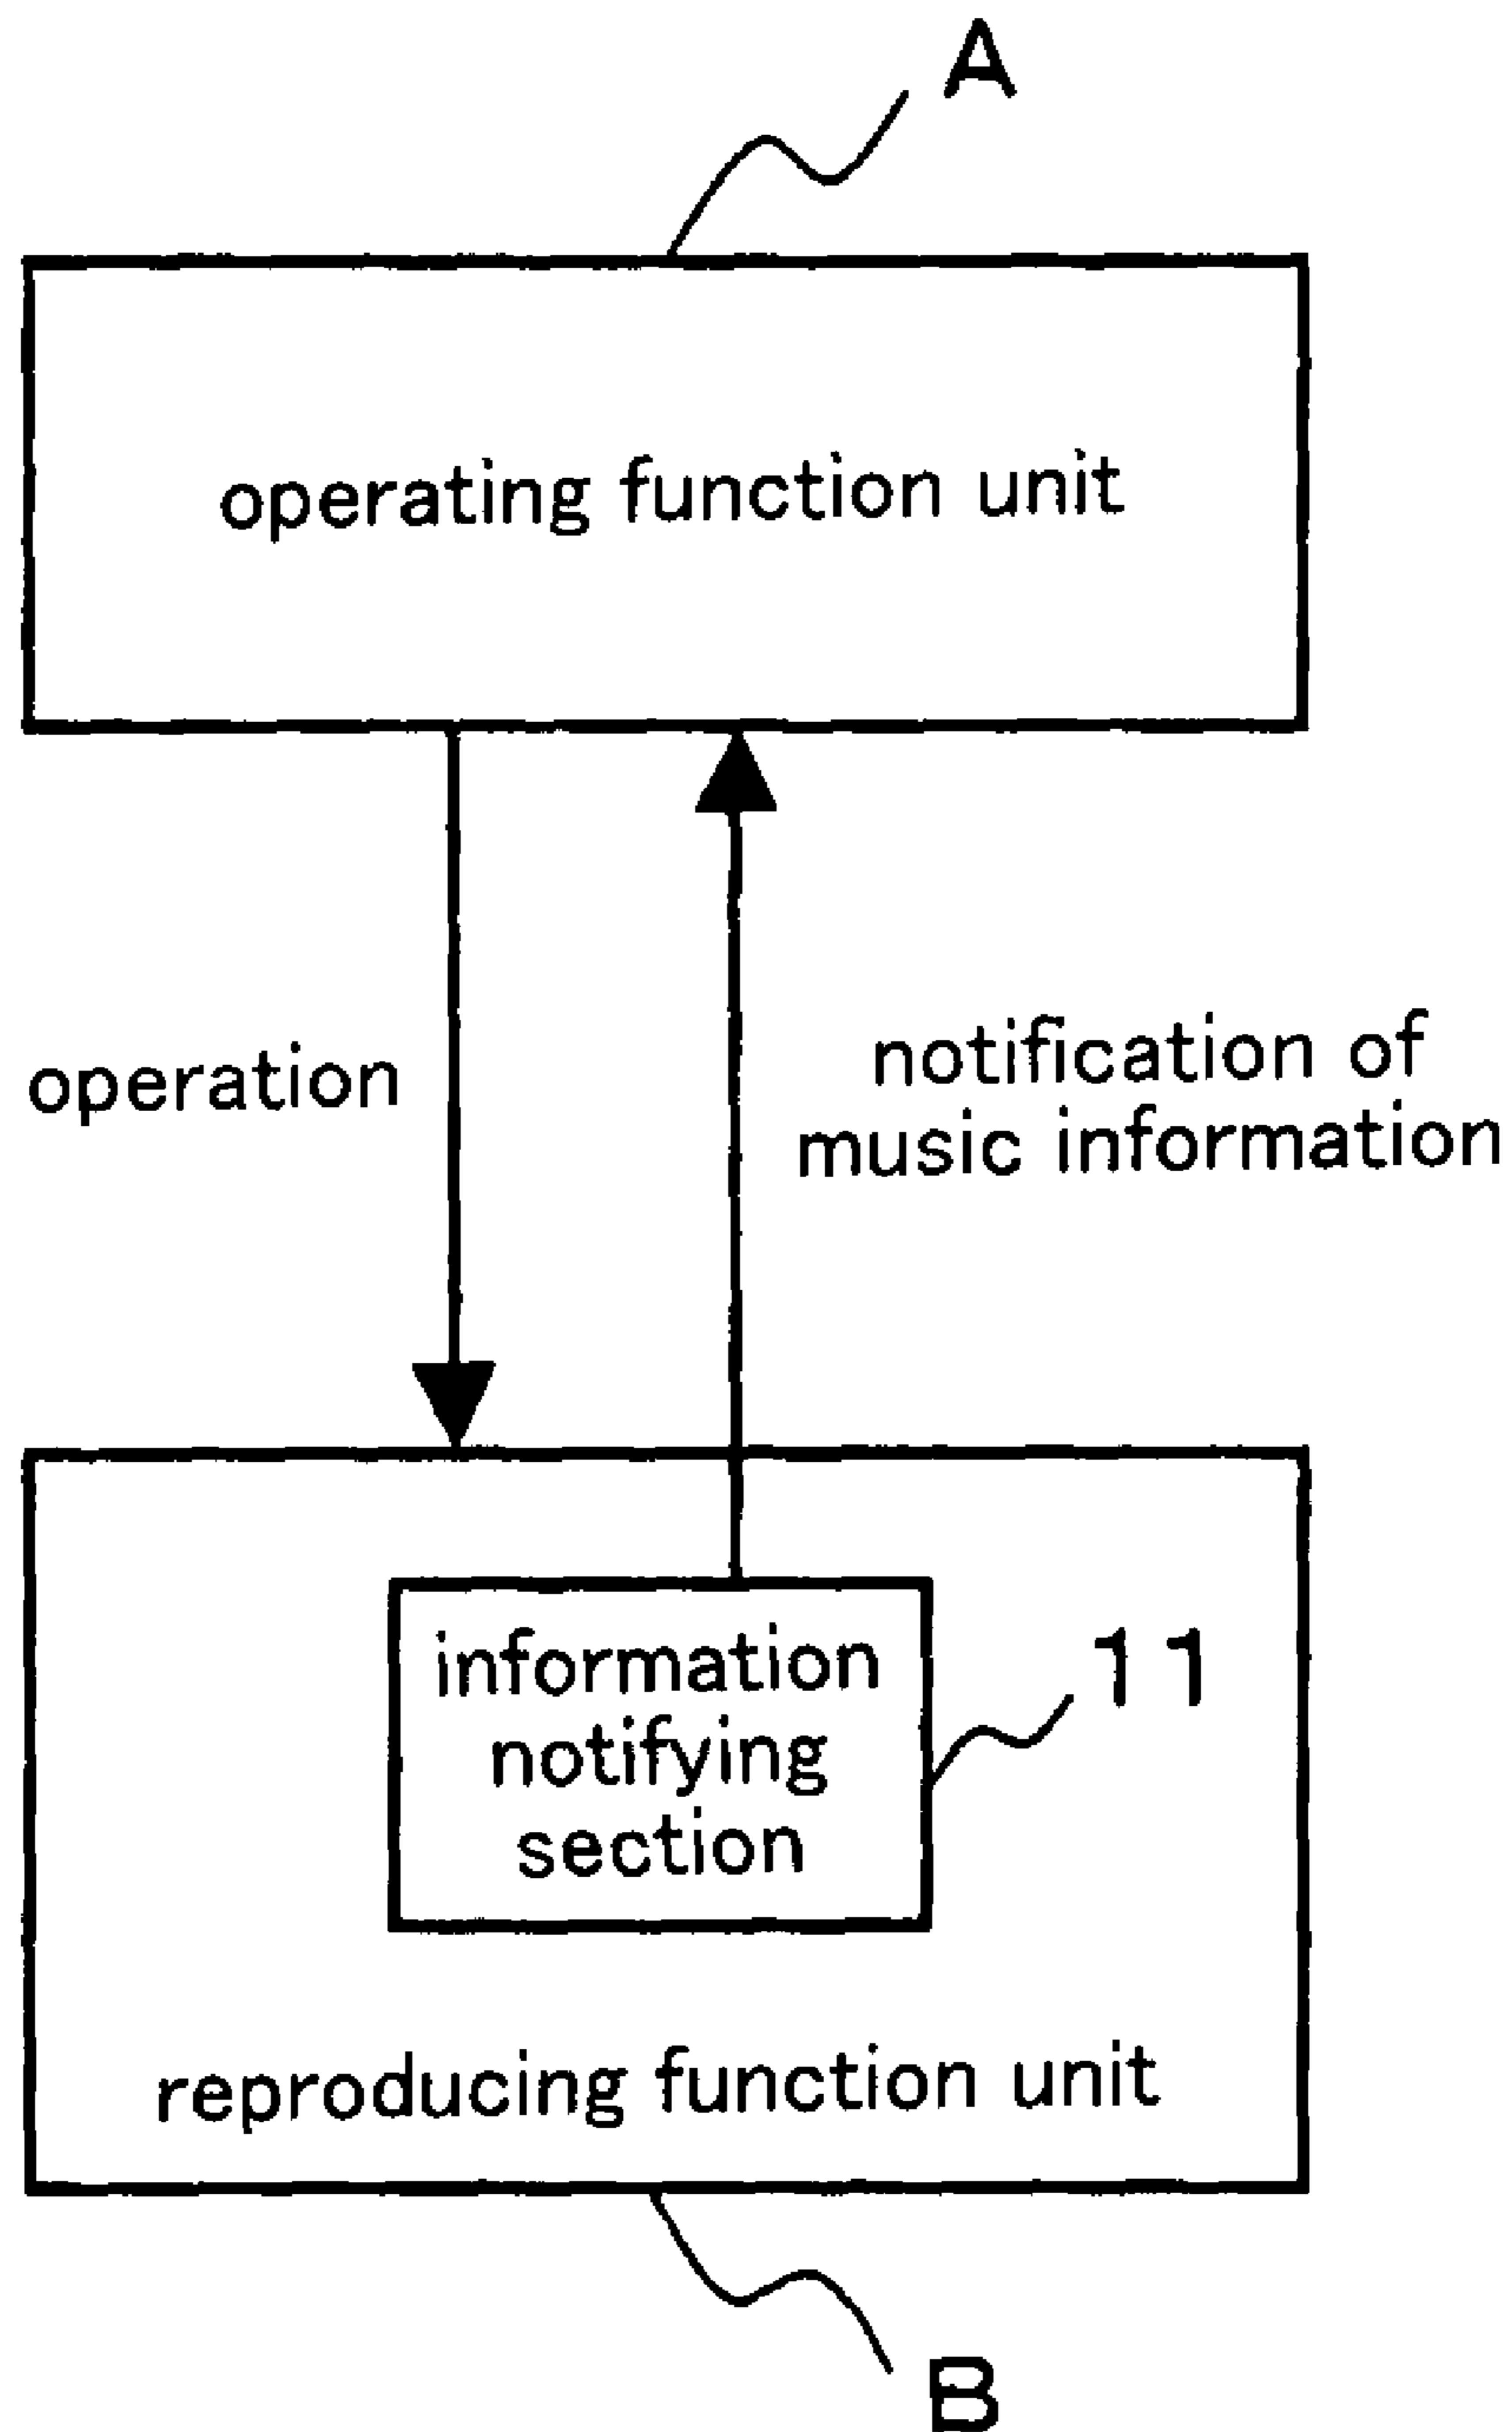 A
operating function unit
operation
notification of
music information
information
notifying
section
11
reproducing function unit
B